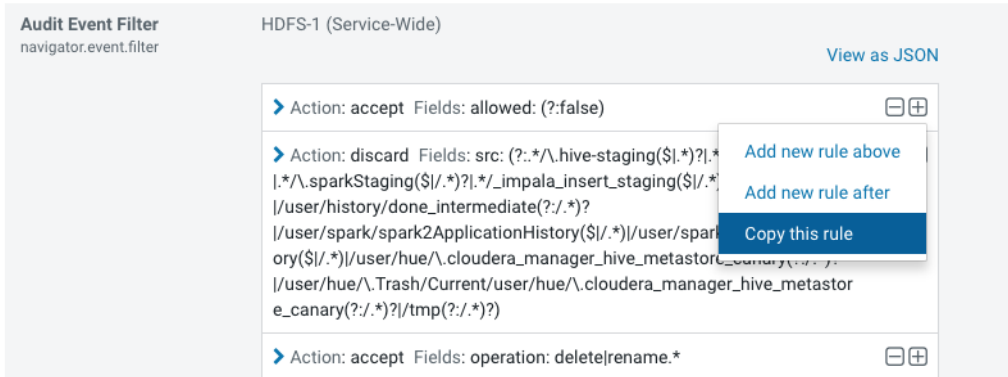 Audit Event Filter
navigator.event.filter
HDFS-1 (Service-Wide)
View as JSON
Action: accept Fields: allowed: (?:false)
Action: discard Fields: src: (?:.*/\.hive-staging($|.*)?|.*
|.*/\.sparkStaging($|/.*)?|.*/_impala_insert_staging($|/.*)
|/user/history/done_intermediate(?:/.*)?
|/user/spark/spark2ApplicationHistory($|/.*)|/user/spark
ory($|/.*)|/user/hue/\.cloudera_manager_hive_metastore_canary(?:/.*)?
|/user/hue/\.Trash/Current/user/hue/\.cloudera_manager_hive_metastor
e_canary(?:/.*)?|/tmp(?:/.*)?)
Add new rule above
Add new rule after
Copy this rule
Action: accept Fields: operation: delete|rename.*